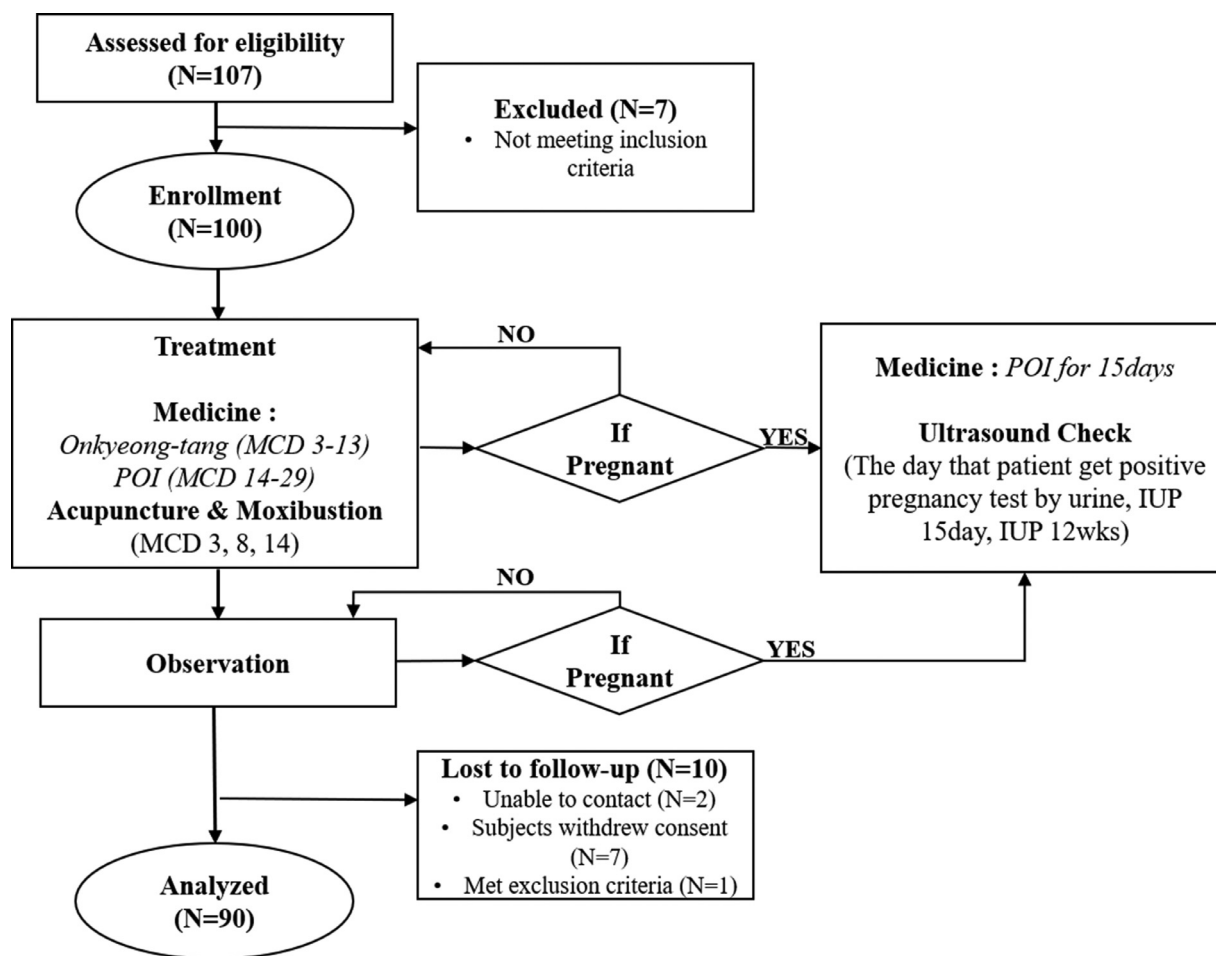 Assessed for eligibility
(N=107)
Excluded (N=7)
• Not meeting inclusion
criteria
Enrollment
(N=100)
Treatment
Medicine :
Onkyeong-tang (MCD 3-13)
POI (MCD 14-29)
Acupuncture & Moxibustion
(MCD 3, 8, 14)
NO
If
Pregnant
YES
Medicine : POI for 15days
Ultrasound Check
(The day that patient get positive
pregnancy test by urine, IUP
15day, IUP 12wks)
Observation
NO
If
Pregnant
YES
Lost to follow-up (N=10)
• Unable to contact (N=2)
• Subjects withdrew consent
(N=7)
• Met exclusion criteria (N=1)
Analyzed
(N=90)